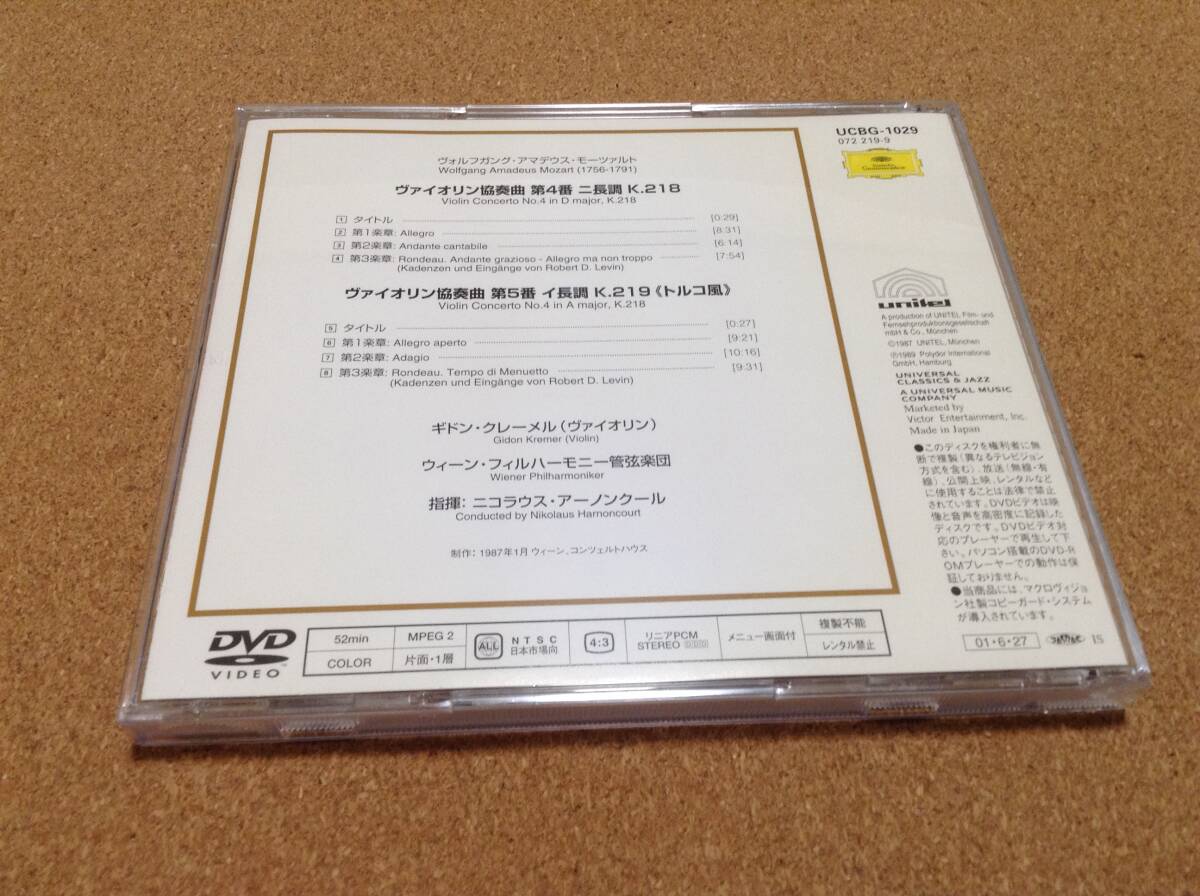 ヴォルフガング・アマデウス・モーツァルト
Wolfgang Amadeus Mozart (1756-1791)
ヴァイオリン協奏曲 第4番 ニ長調 K.218
Violin Concerto No.4 in D major, K.218
1 タイトル [0:29]
2 第1楽章: Allegro [8:31]
3 第2楽章: Andante cantabile [6:14]
4 第3楽章: Rondeau. Andante grazioso - Allegro ma non troppo [7:54]
(Kadenzen und Eingänge von Robert D. Levin)
ヴァイオリン協奏曲 第5番 イ長調 K.219《トルコ風》
Violin Concerto No.4 in A major, K.218
5 タイトル [0:27]
6 第1楽章: Allegro aperto [9:21]
7 第2楽章: Adagio [10:16]
8 第3楽章: Rondeau. Tempo di Menuetto [9:31]
(Kadenzen und Eingänge von Robert D. Levin)
ギドン・クレーメル(ヴァイオリン)
Gidon Kremer (Violin)
ウィーン・フィルハーモニー管弦楽団
Wiener Philharmoniker
指揮: ニコラウス・アーノンクール
Conducted by Nikolaus Harnoncourt
制作: 1987年1月 ウィーン、コンツェルトハウス
UCBG-1029
072 219-9
Deutsche
Grammophon
unitel
A production of UNITEL Film- und
Fernsehproduktionsgesellschaft
mbH & Co., München
©1987 UNITEL, München
℗1989 Polydor International
GmbH, Hamburg
UNIVERSAL
CLASSICS & JAZZ
A UNIVERSAL MUSIC
COMPANY
Marketed by
Victor Entertainment, Inc.
Made in Japan
●このディスクを権利者に無
断で複製(異なるテレビジョン
方式を含む)、放送(無線・有
線)、公開上映、レンタルなど
に使用することは法律で禁止
されています。DVDビデオは映
像と音声を高密度に記録した
ディスクです。DVDビデオ対
応のプレーヤーで再生して下
さい。パソコン搭載のDVD-R
OMプレーヤーでの動作は保
証しておりません。
●当商品には、マクロヴィジョ
ン社製コピーガード・システム
が導入されています。
DVD
VIDEO
52min
COLOR
MPEG 2
片面・1層
ALL
NTSC
日本市場向
4:3
リニアPCM
STEREO
メニュー画面付
複製不能
レンタル禁止
01・6・27
IS